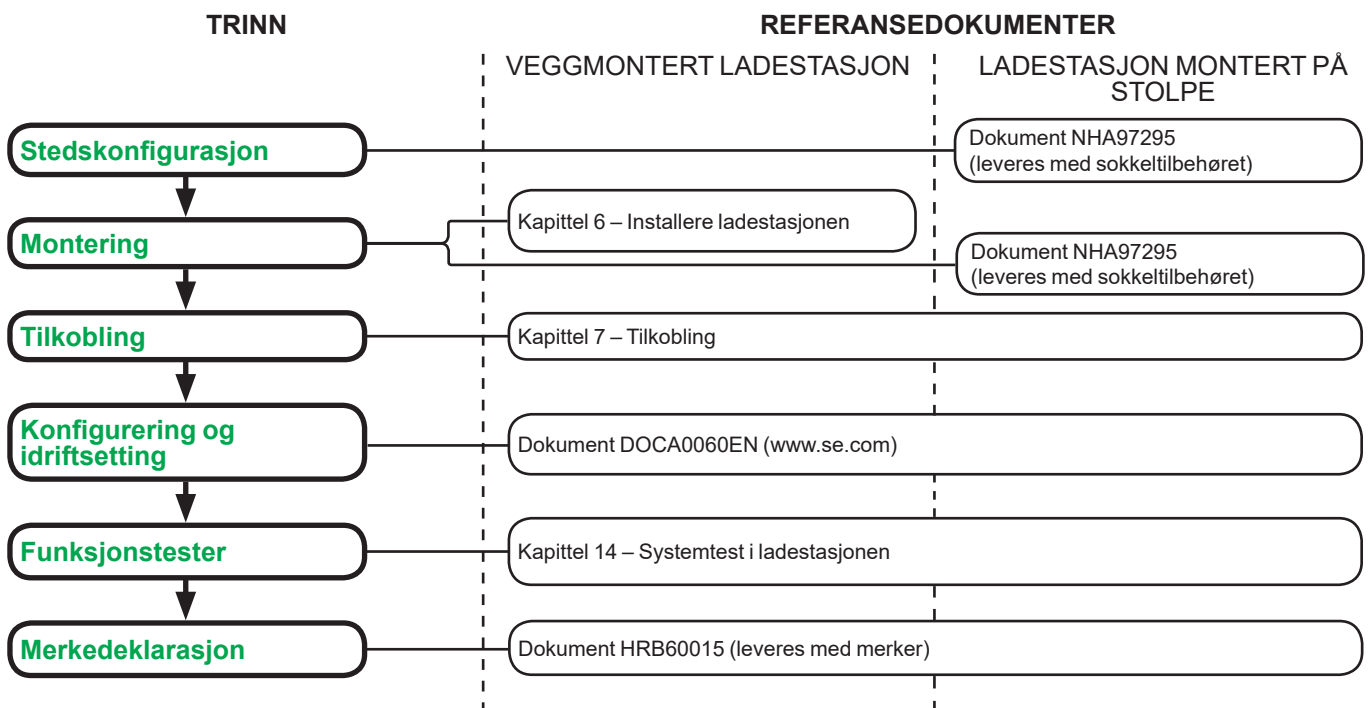 TRINN
REFERANSEDOKUMENTER
VEGGMONTERT LADESTASJON
LADESTASJON MONTERT PÅ
STOLPE
Stedskonfigurasjon
Dokument NHA97295
(leveres med sokkeltilbehøret)
Montering
Kapittel 6 – Installere ladestasjonen
Dokument NHA97295
(leveres med sokkeltilbehøret)
Tilkobling
Kapittel 7 – Tilkobling
Konfigurering og
idriftsetting
Dokument DOCA0060EN (www.se.com)
Funksjonstester
Kapittel 14 – Systemtest i ladestasjonen
Merkedeklarasjon
Dokument HRB60015 (leveres med merker)